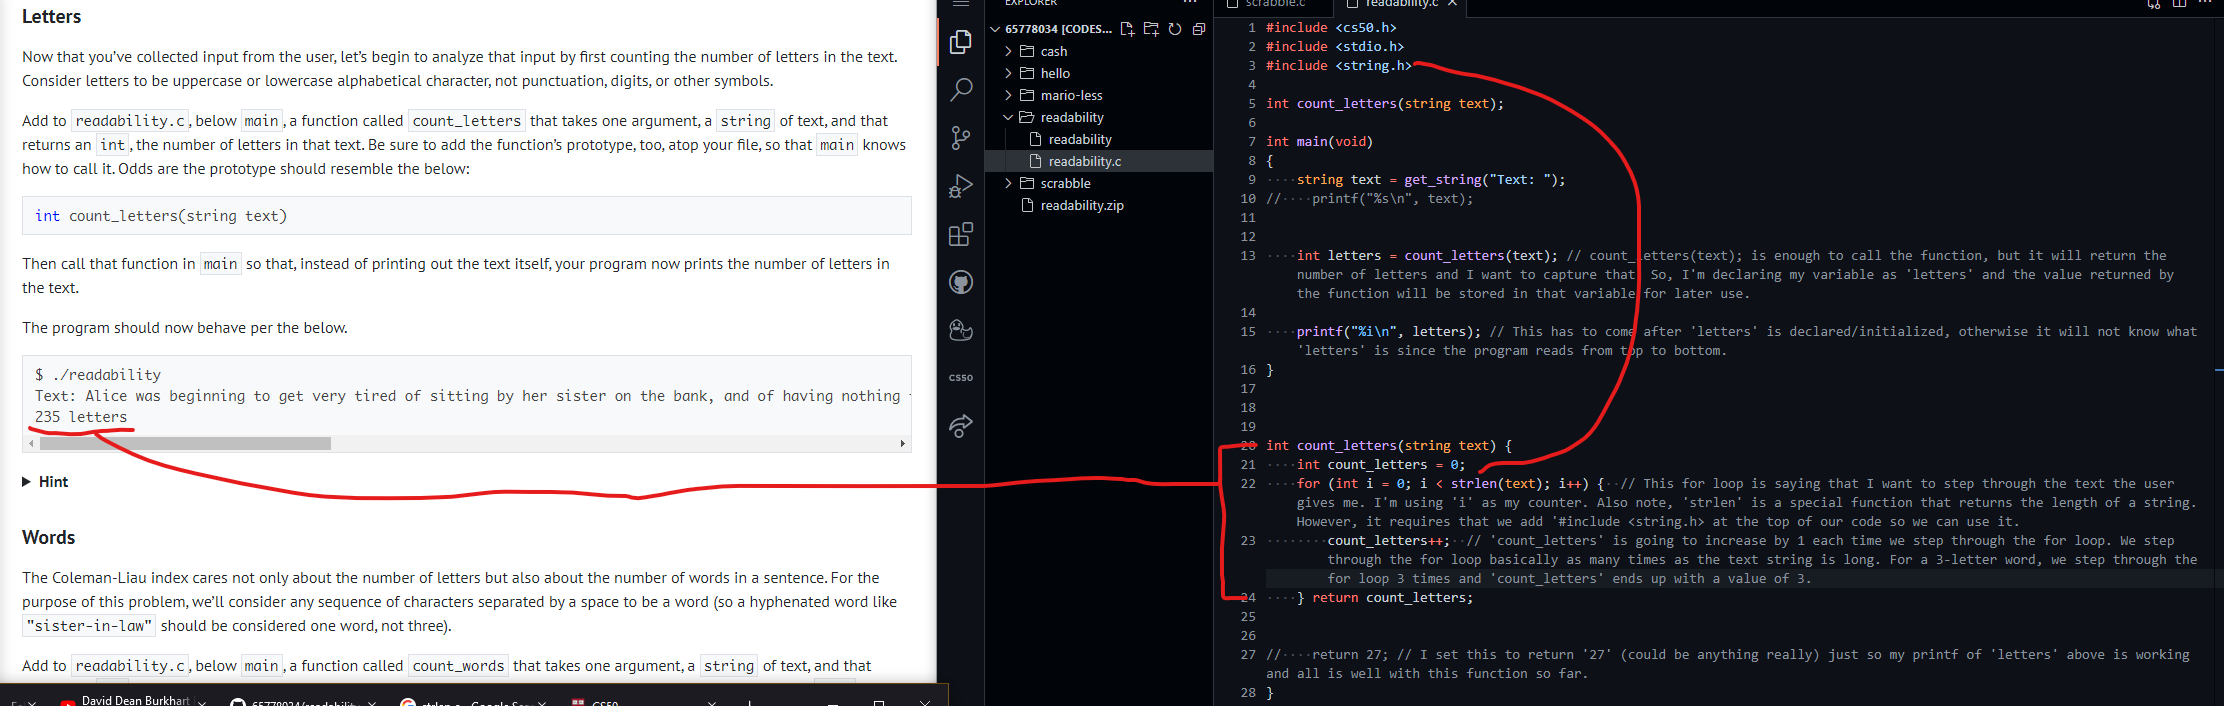 Letters
Now that you’ve collected input from the user, let’s begin to analyze that input by first counting the number of letters in the text.
Consider letters to be uppercase or lowercase alphabetical character, not punctuation, digits, or other symbols.
Add to readability.c, below main, a function called count_letters that takes one argument, a string of text, and that
returns an int, the number of letters in that text. Be sure to add the function’s prototype, too, atop your file, so that main knows
how to call it. Odds are the prototype should resemble the below:
int count_letters(string text)
Then call that function in main so that, instead of printing out the text itself, your program now prints the number of letters in
the text.
The program should now behave per the below.
$ ./readability
Text: Alice was beginning to get very tired of sitting by her sister on the bank, and of having nothing
235 letters
Hint
Words
The Coleman-Liau index cares not only about the number of letters but also about the number of words in a sentence. For the
purpose of this problem, we’ll consider any sequence of characters separated by a space to be a word (so a hyphenated word like
"sister-in-law" should be considered one word, not three).
Add to readability.c, below main, a function called count_words that takes one argument, a string of text, and that
David Dean Burkhart
65778034/readability
CS50
EXPLORER
65778034 [CODES...
cash
hello
mario-less
readability
readability
readability.c
scrabble
readability.zip
CS50
scrabble.c
readability.c
1 #include <cs50.h>
2 #include <stdio.h>
3 #include <string.h>
4
5 int count_letters(string text);
6
7 int main(void)
8 {
9 ····string text = get_string("Text: ");
10 //····printf("%s\n", text);
11
12
13 ····int letters = count_letters(text); // count_letters(text); is enough to call the function, but it will return the
number of letters and I want to capture that. So, I'm declaring my variable as 'letters' and the value returned by
the function will be stored in that variable for later use.
14
15 ····printf("%i\n", letters); // This has to come after 'letters' is declared/initialized, otherwise it will not know what
'letters' is since the program reads from top to bottom.
16 }
17
18
19
20 int count_letters(string text) {
21 ····int count_letters = 0;
22 ····for (int i = 0; i < strlen(text); i++) {··// This for loop is saying that I want to step through the text the user
gives me. I'm using 'i' as my counter. Also note, 'strlen' is a special function that returns the length of a string.
However, it requires that we add '#include <string.h> at the top of our code so we can use it.
23 ········count_letters++;··// 'count_letters' is going to increase by 1 each time we step through the for loop. We step
through the for loop basically as many times as the text string is long. For a 3-letter word, we step through the
for loop 3 times and 'count_letters' ends up with a value of 3.
24 ····} return count_letters;
25
26
27 //····return 27; // I set this to return '27' (could be anything really) just so my printf of 'letters' above is working
and all is well with this function so far.
28 }